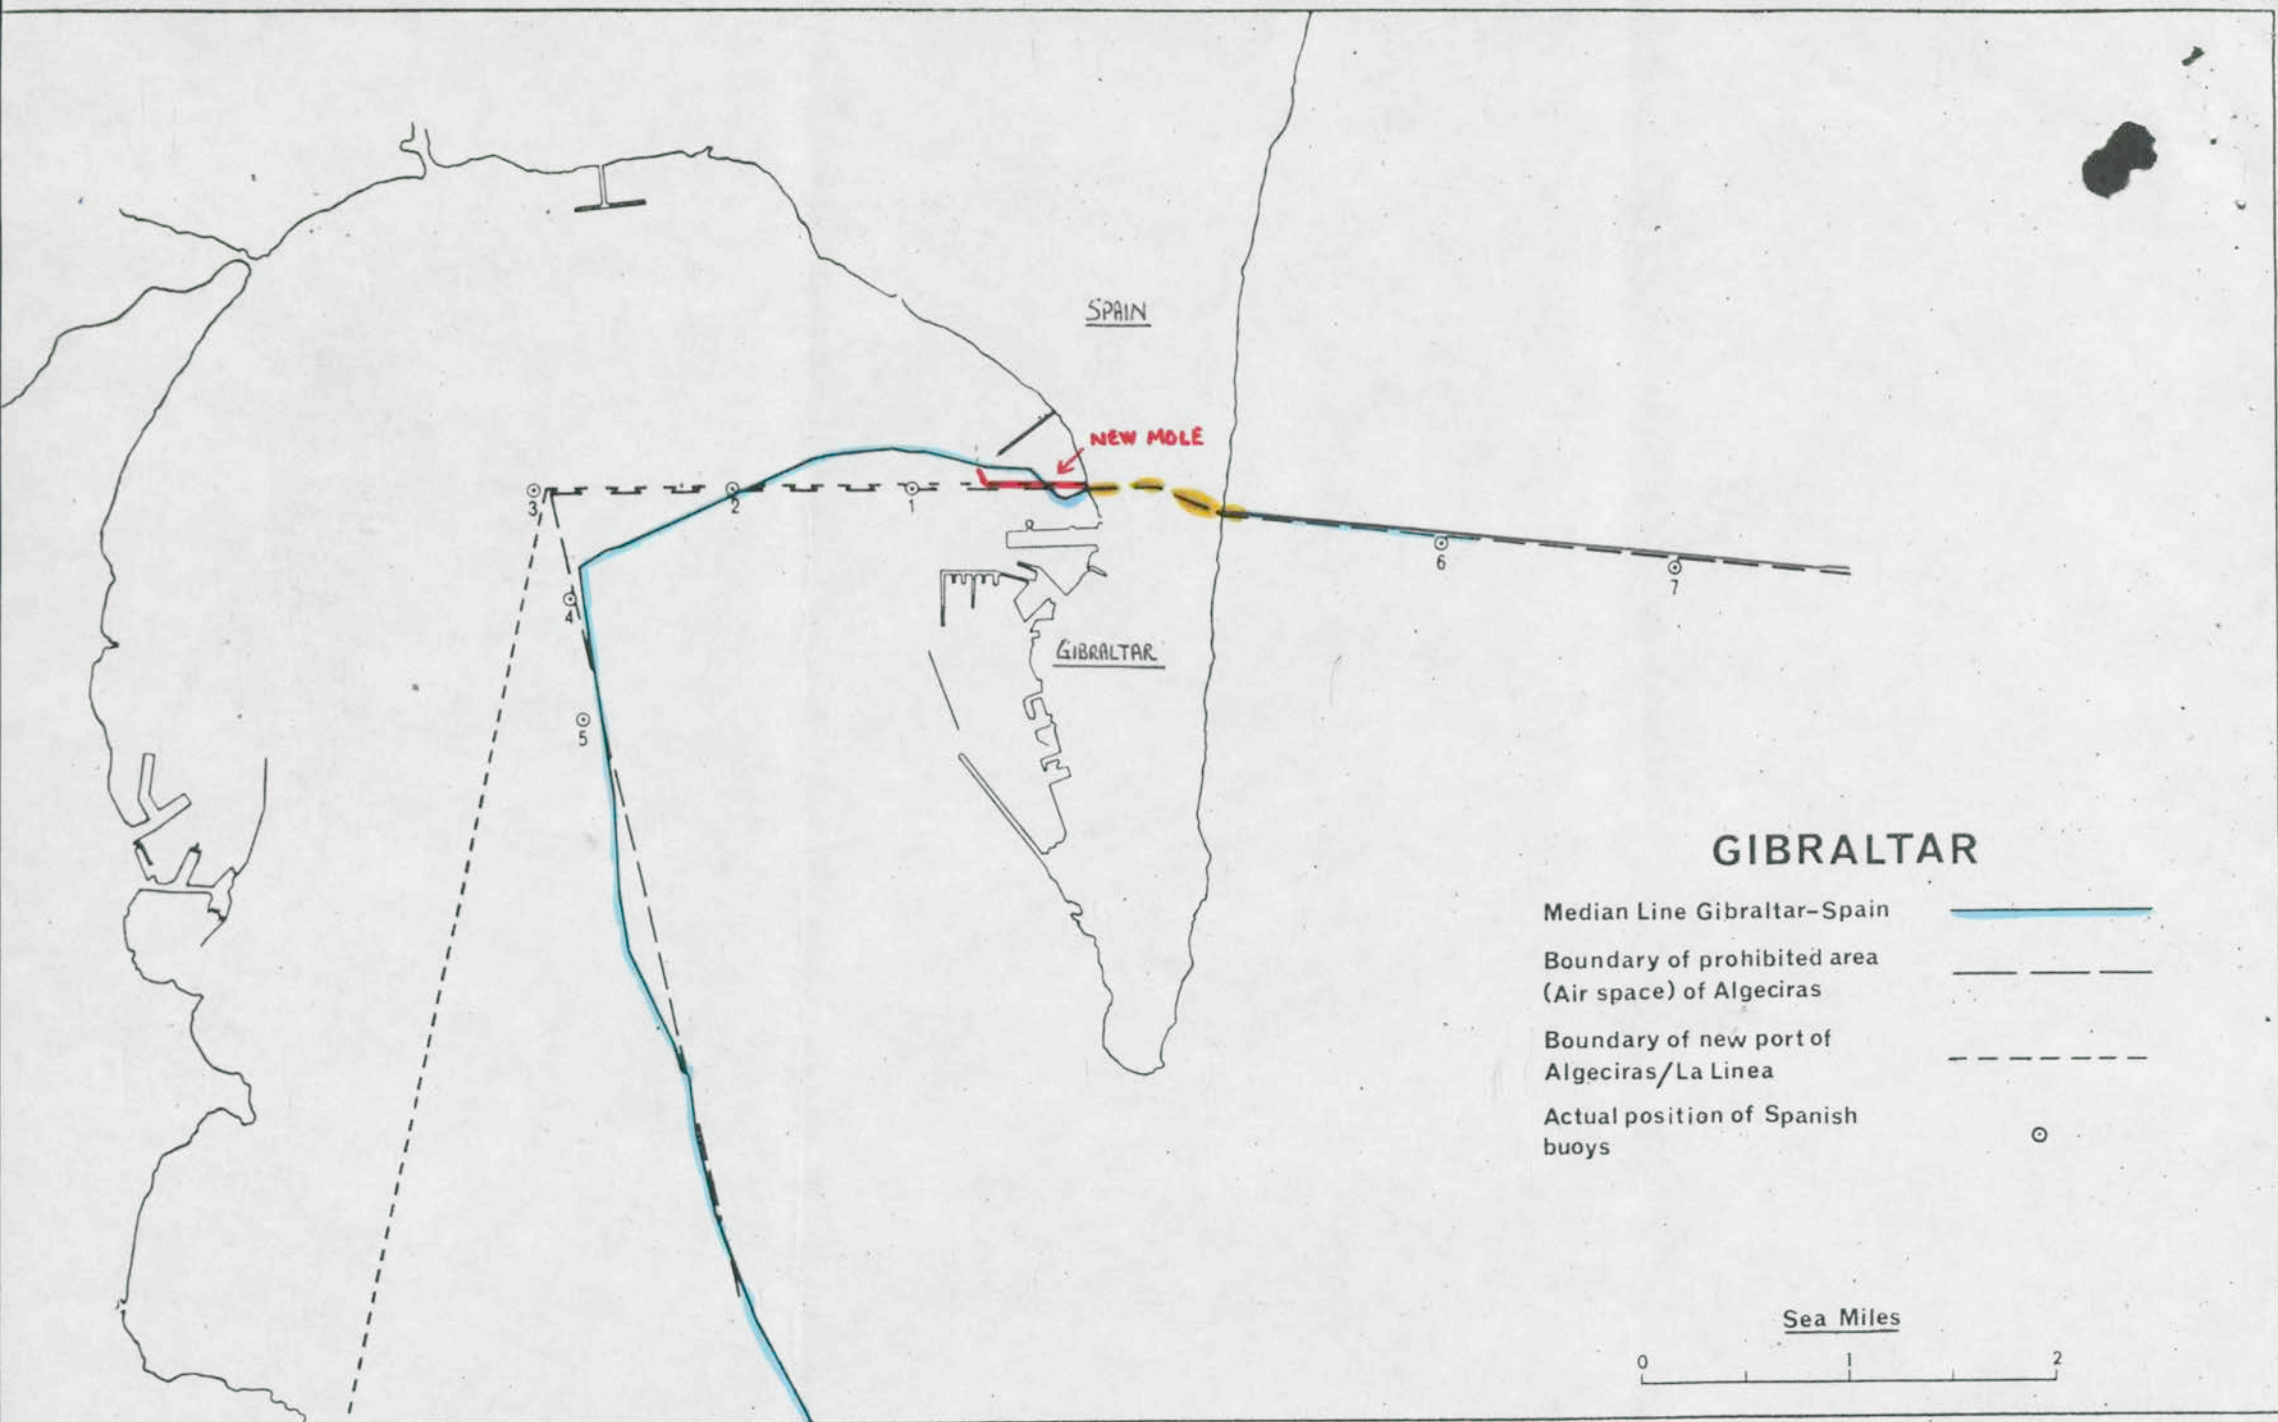 SPAIN
NEW MOLE
3
2
1
6
7
4
GIBRALTAR
5
GIBRALTAR
Median Line Gibraltar-Spain
Boundary of prohibited area
(Air space) of Algeciras
Boundary of new port of
Algeciras/La Linea
Actual position of Spanish
buoys
Sea Miles
0 1 2